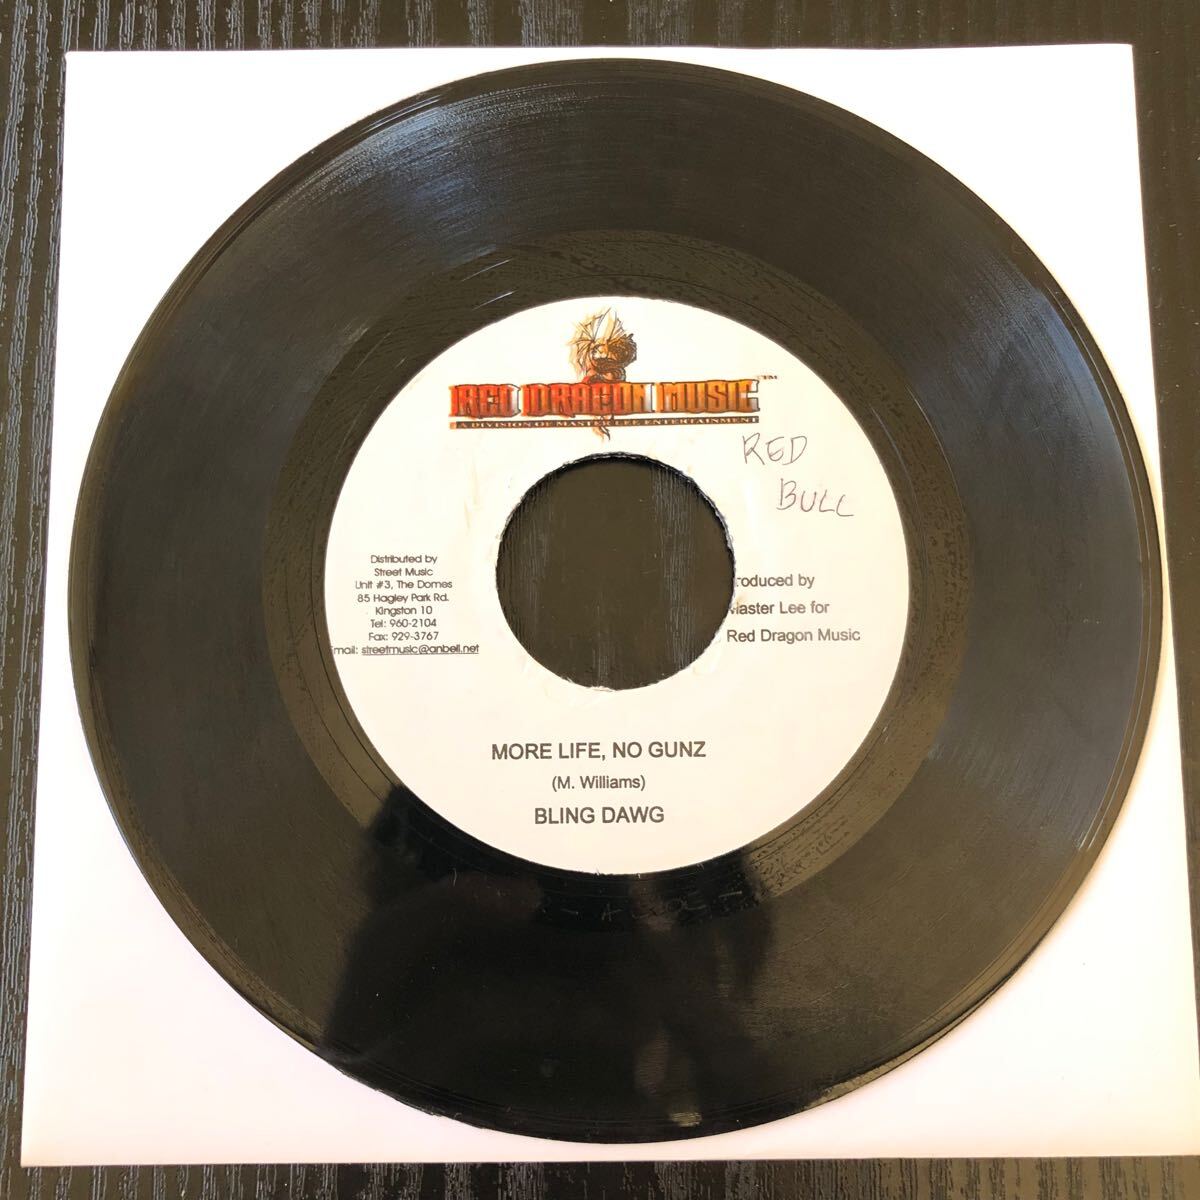 RED DRAGON MUSIC™
A DIVISION OF MASTER LEE ENTERTAINMENT
RED
BULL
Distributed by
Street Music
Unit #3, The Domes
85 Hagley Park Rd.
Kingston 10
Tel: 960-2104
Fax: 929-3767
mail: streetmusic@anbell.net
roduced by
aster Lee for
Red Dragon Music
MORE LIFE, NO GUNZ
(M. Williams)
BLING DAWG